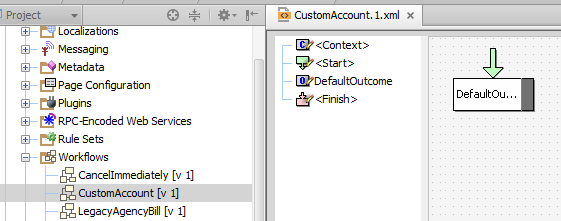 Project
Localizations
Messaging
Metadata
Page Configuration
Plugins
RPC-Encoded Web Services
Rule Sets
Workflows
CancelImmediately [v 1]
CustomAccount [v 1]
LegacyAgencyBill [v 1]
CustomAccount.1.xml
<Context>
<Start>
DefaultOutcome
<Finish>
DefaultOu...